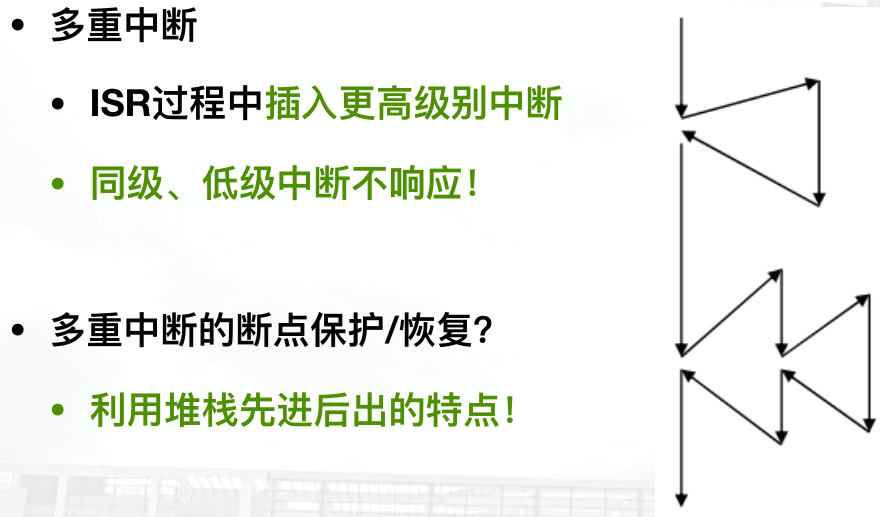 • 多重中断
• ISR过程中插入更高级别中断
• 同级、低级中断不响应！
• 多重中断的断点保护/恢复？
• 利用堆栈先进后出的特点！